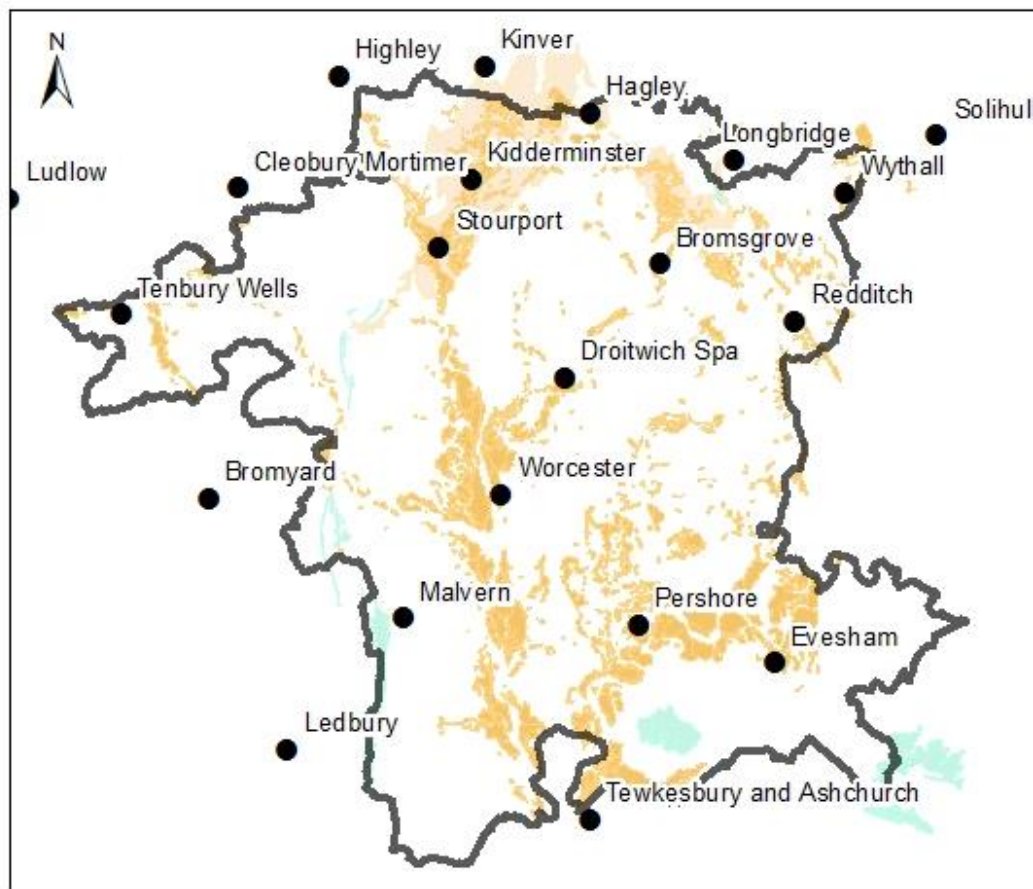 N
Highley
Kinver
Hagley
Solihul
Longbridge
Ludlow
Cleobury Mortimer
Kidderminster
Wythall
Stourport
Bromsgrove
Tenbury Wells
Redditch
Droitwich Spa
Bromyard
Worcester
Malvern
Pershore
Evesham
Ledbury
Tewkesbury and Ashchurch